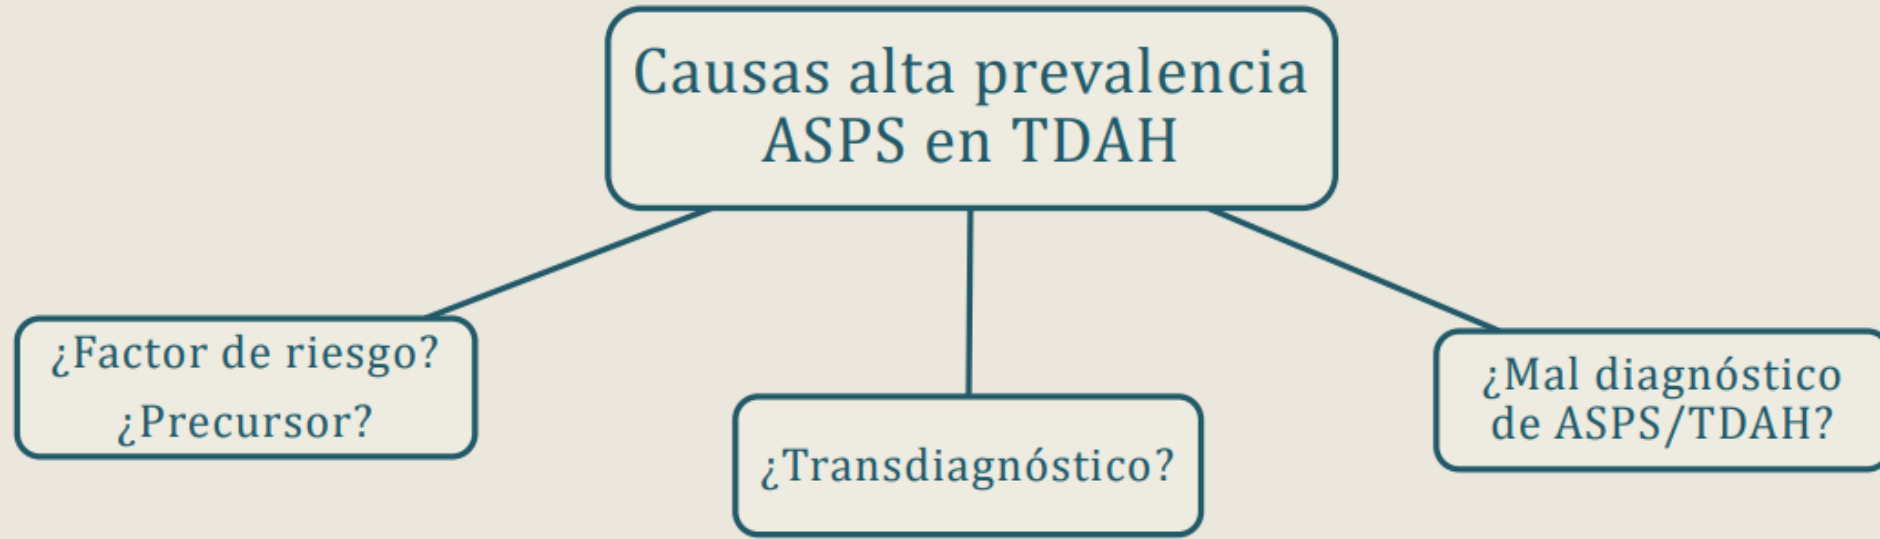 Causas alta prevalencia
ASPS en TDAH
¿Factor de riesgo?
¿Precursor?
¿Transdiagnóstico?
¿Mal diagnóstico
de ASPS/TDAH?